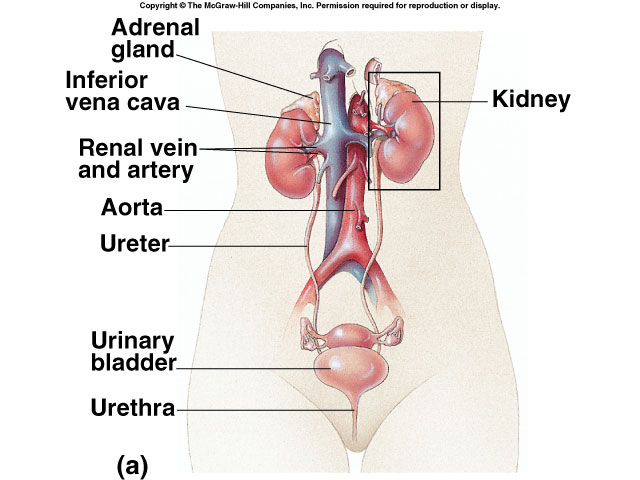 Copyright © The McGraw-Hill Companies, Inc. Permission required for reproduction or display.
Adrenal
gland
Inferior
vena cava
Kidney
Renal vein
and artery
Aorta
Ureter
Urinary
bladder
Urethra
(a)